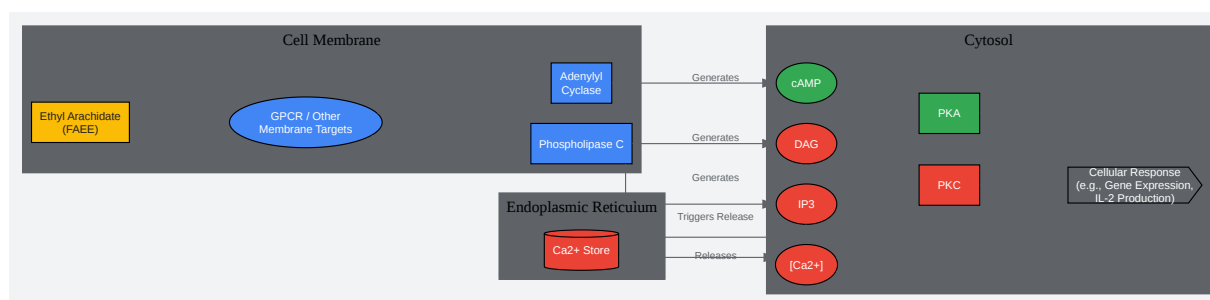 Cell Membrane
Ethyl Arachidate
(FAEE)
GPCR / Other
Membrane Targets
Adenylyl
Cyclase
Phospholipase C
Endoplasmic Reticulum
Ca2+ Store
Generates
Generates
Generates
Triggers Release
Releases
Cytosol
cAMP
DAG
IP3
[Ca2+]
PKA
PKC
Cellular Response
(e.g., Gene Expression,
IL-2 Production)